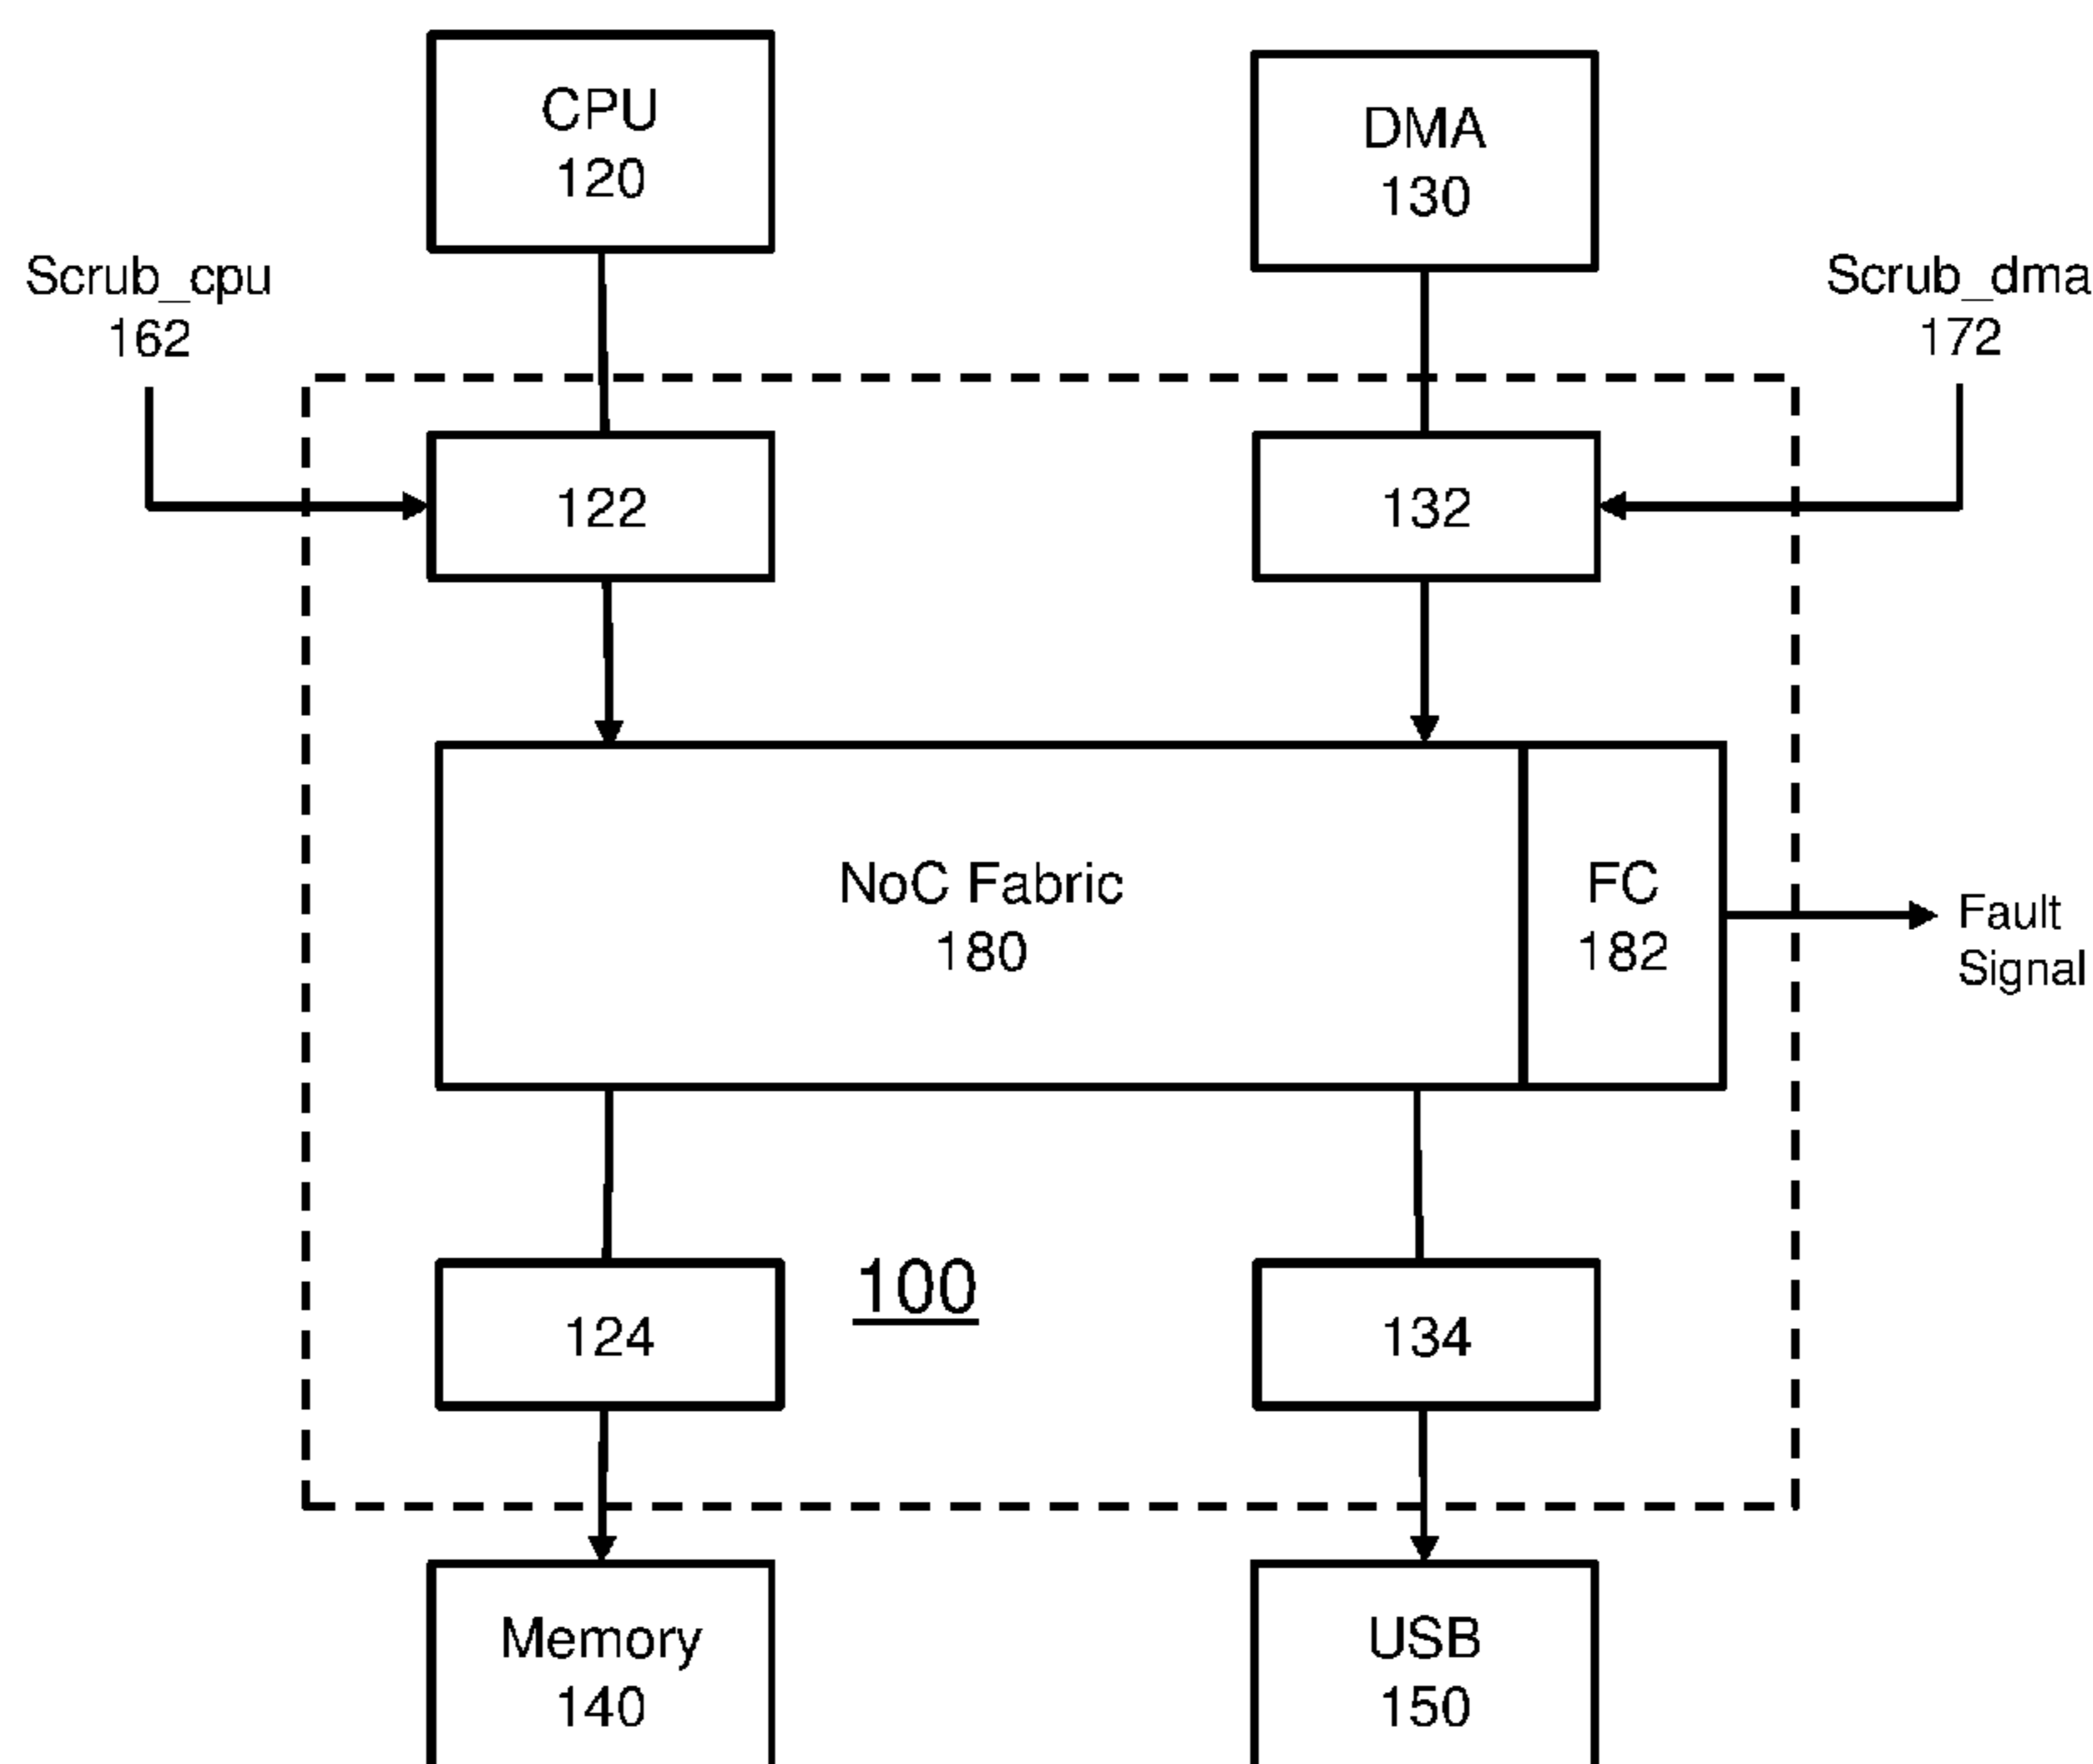 CPU
120
DMA
130
Scrub_cpu
162
Scrub_dma
172
122
132
NoC Fabric
180
FC
182
Fault
Signal
124
100
134
Memory
140
USB
150